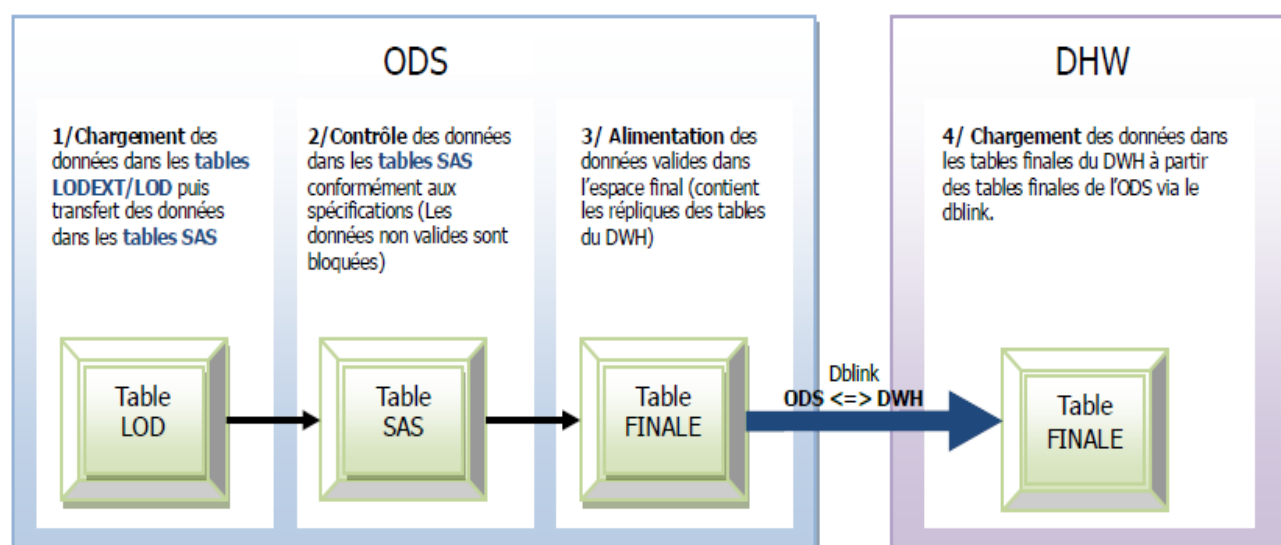 ODS
1/Chargement des
données dans les tables
LODEXT/LOD puis
transfert des données
dans les tables SAS
2/Contrôle des données
dans les tables SAS
conformément aux
spécifications (Les
données non valides sont
bloquées)
3/ Alimentation des
données valides dans
l'espace final (contient
les répliques des tables
du DWH)
Table
LOD
Table
SAS
Table
FINALE
Dblink
ODS <=> DWH
DHW
4/ Chargement des données dans
les tables finales du DWH à partir
des tables finales de l'ODS via le
dblink.
Table
FINALE